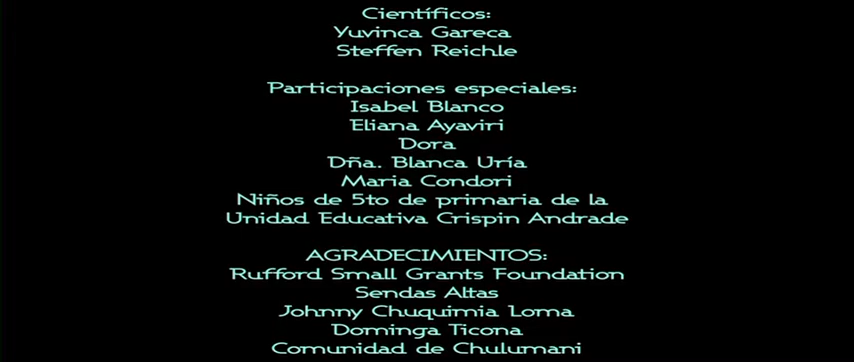 Científicos:
Yuvinca Gareca
Steffen Reichle
Participaciones especiales:
Isabel Blanco
Eliana Ayaviri
Dora
Dña. Blanca Uría
Maria Condori
Niños de 5to de primaria de la
Unidad Educativa Crispin Andrade
AGRADECIMIENTOS:
Rufford Small Grants Foundation
Sendas Altas
Johnny Chuquimia Loma
Dominga Ticona
Comunidad de Chulumani